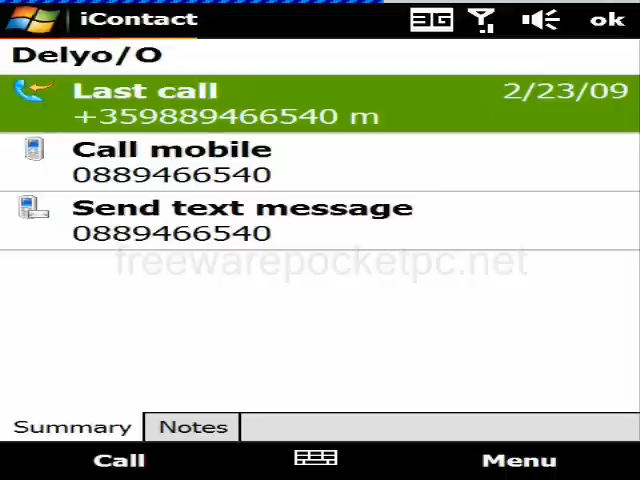 iContact 3G ok
Delyo/O
Last call 2/23/09
+359889466540 m
Call mobile
0889466540
Send text message
0889466540
freewarepocketpc.net
Summary Notes
Call Menu